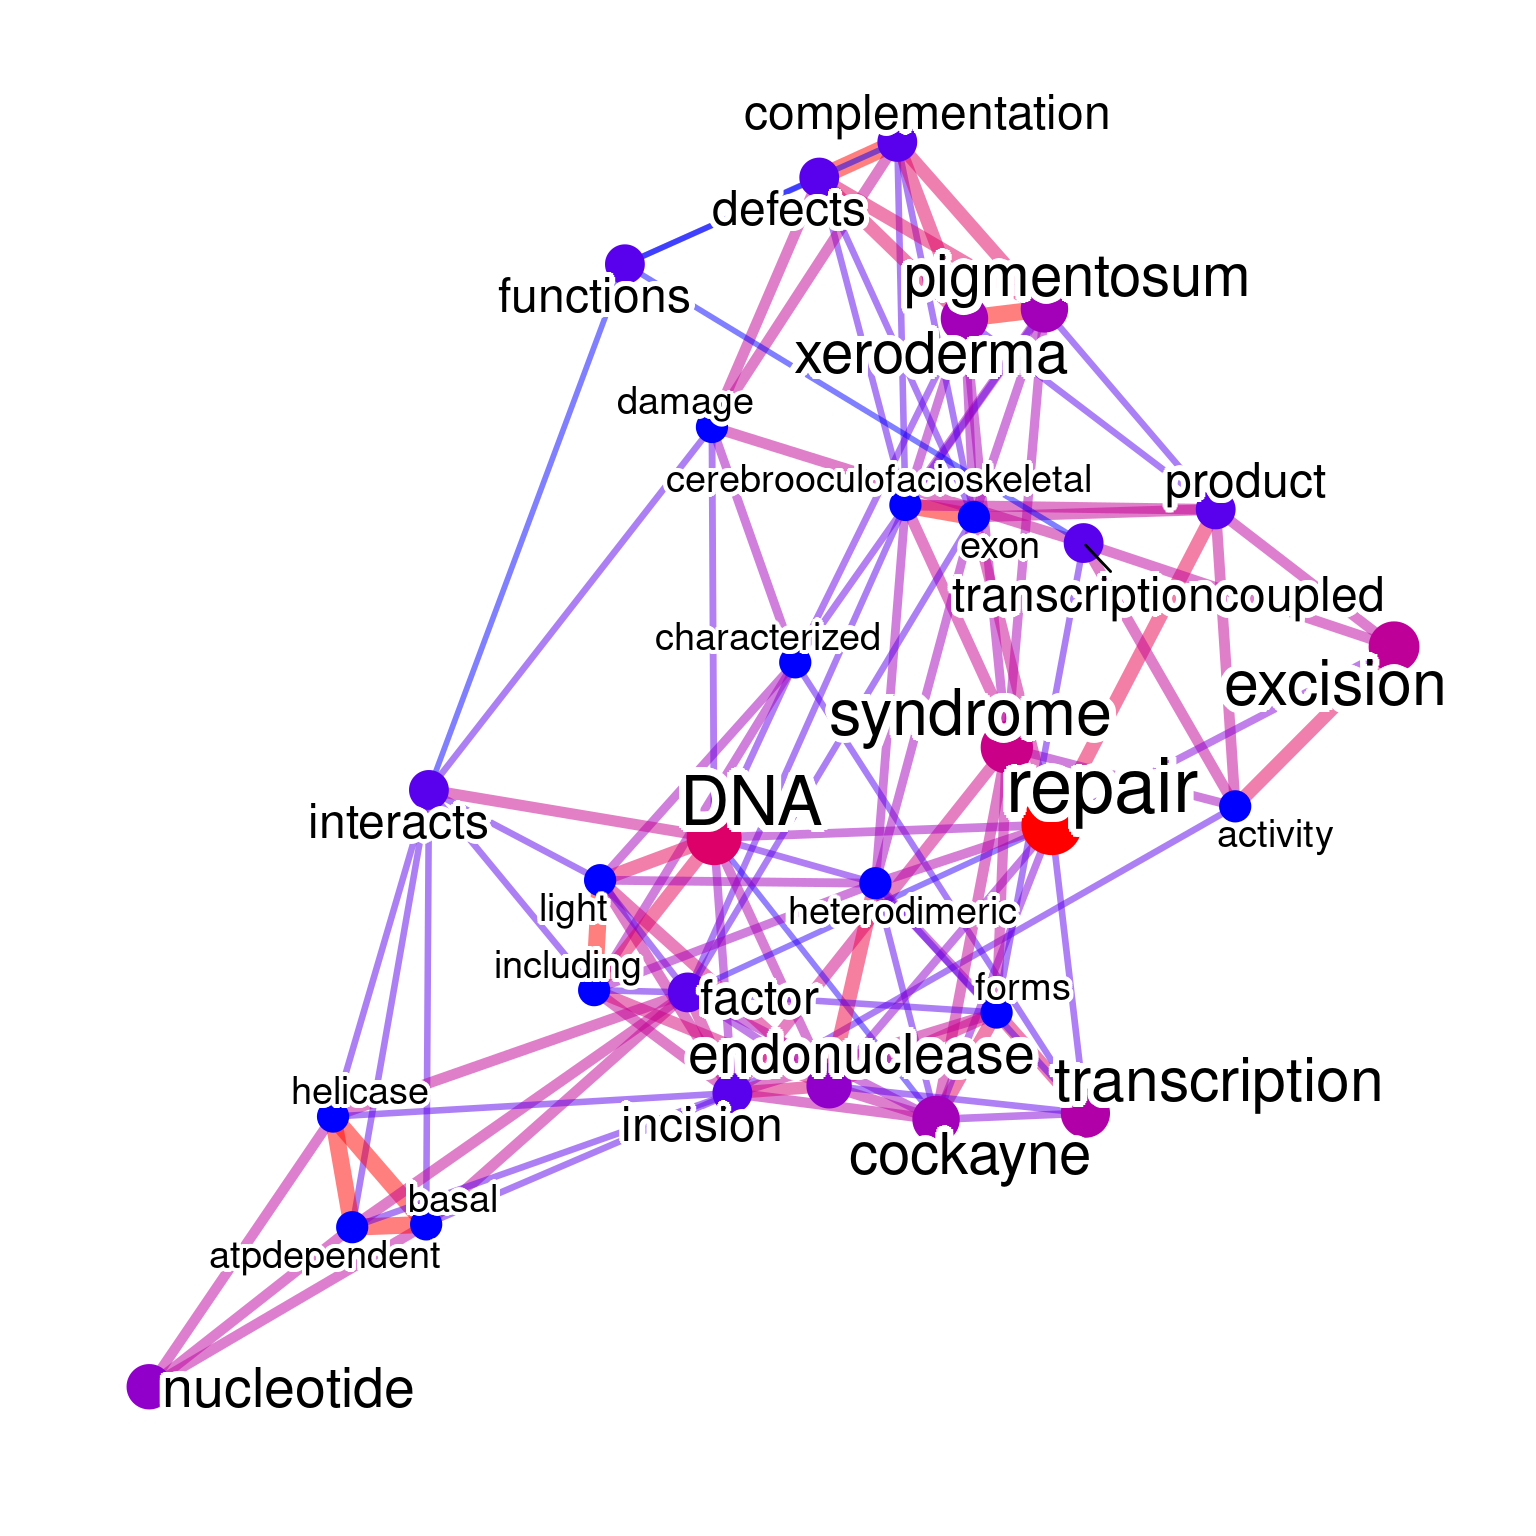 complementation
defects
pigmentosum
functions
xeroderma
damage
cerebrooculofacioskeletal
product
exon
transcriptioncoupled
characterized
excision
syndrome
repair
DNA
interacts
activity
light
heterodimeric
including
factor
forms
endonuclease
transcription
helicase
incision
cockayne
basal
atpdependent
nucleotide